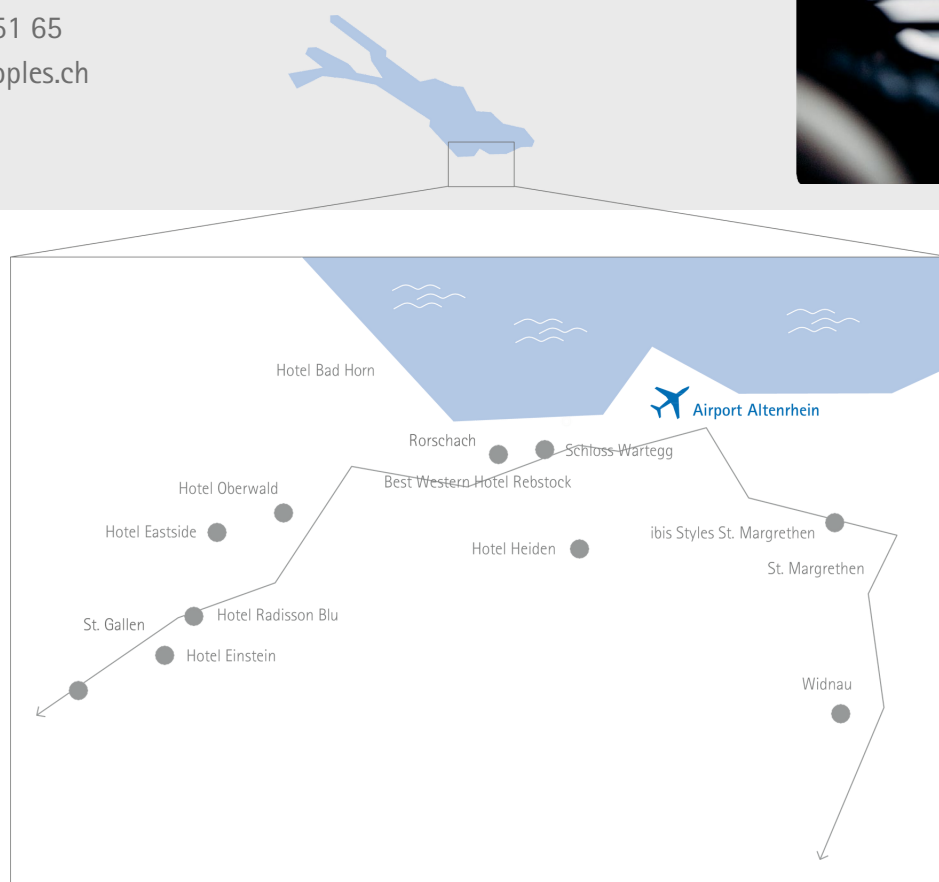 51 65
pples.ch
Hotel Bad Horn
Airport Altenrhein
Rorschach
Schloss Wartegg
Best Western Hotel Rebstock
Hotel Oberwald
Hotel Eastside
ibis Styles St. Margrethen
Hotel Heiden
St. Margrethen
Hotel Radisson Blu
St. Gallen
Hotel Einstein
Widnau